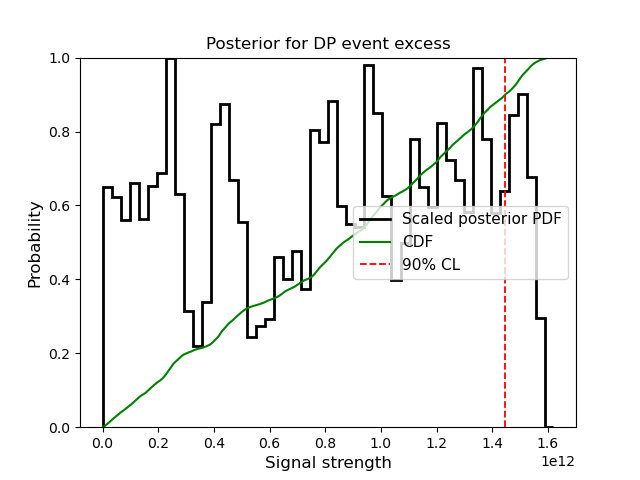 Posterior for DP event excess
Probability
1.0
0.8
0.6
0.4
0.2
0.0
Scaled posterior PDF
CDF
90% CL
0.0 0.2 0.4 0.6 0.8 1.0 1.2 1.4 1.6
1e12
Signal strength